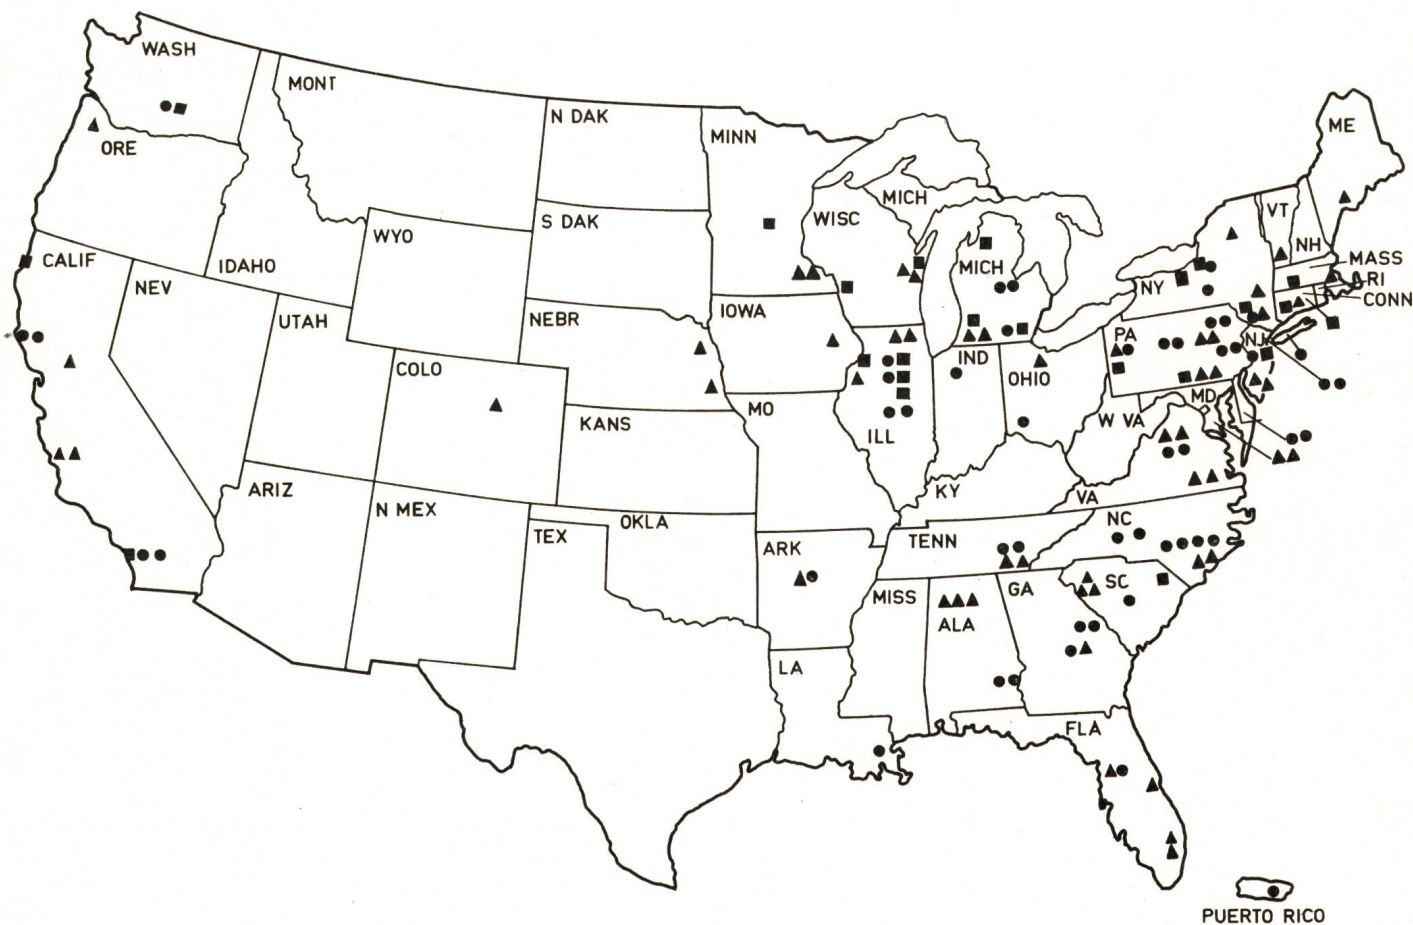 WASH
MONT
N DAK
MINN
ME
ORE
MICH
VT
WISC
S DAK
WYO
NH
MASS
CALIF
IDAHO
MICH
RI
NEV
NY
CONN
UTAH
NEBR
IOWA
PA
NJ
COLO
IND
OHIO
MD
MO
KANS
W VA
ILL
ARIZ
KY
VA
N MEX
OKLA
NC
TEX
TENN
ARK
SC
GA
MISS
ALA
LA
FLA
PUERTO RICO